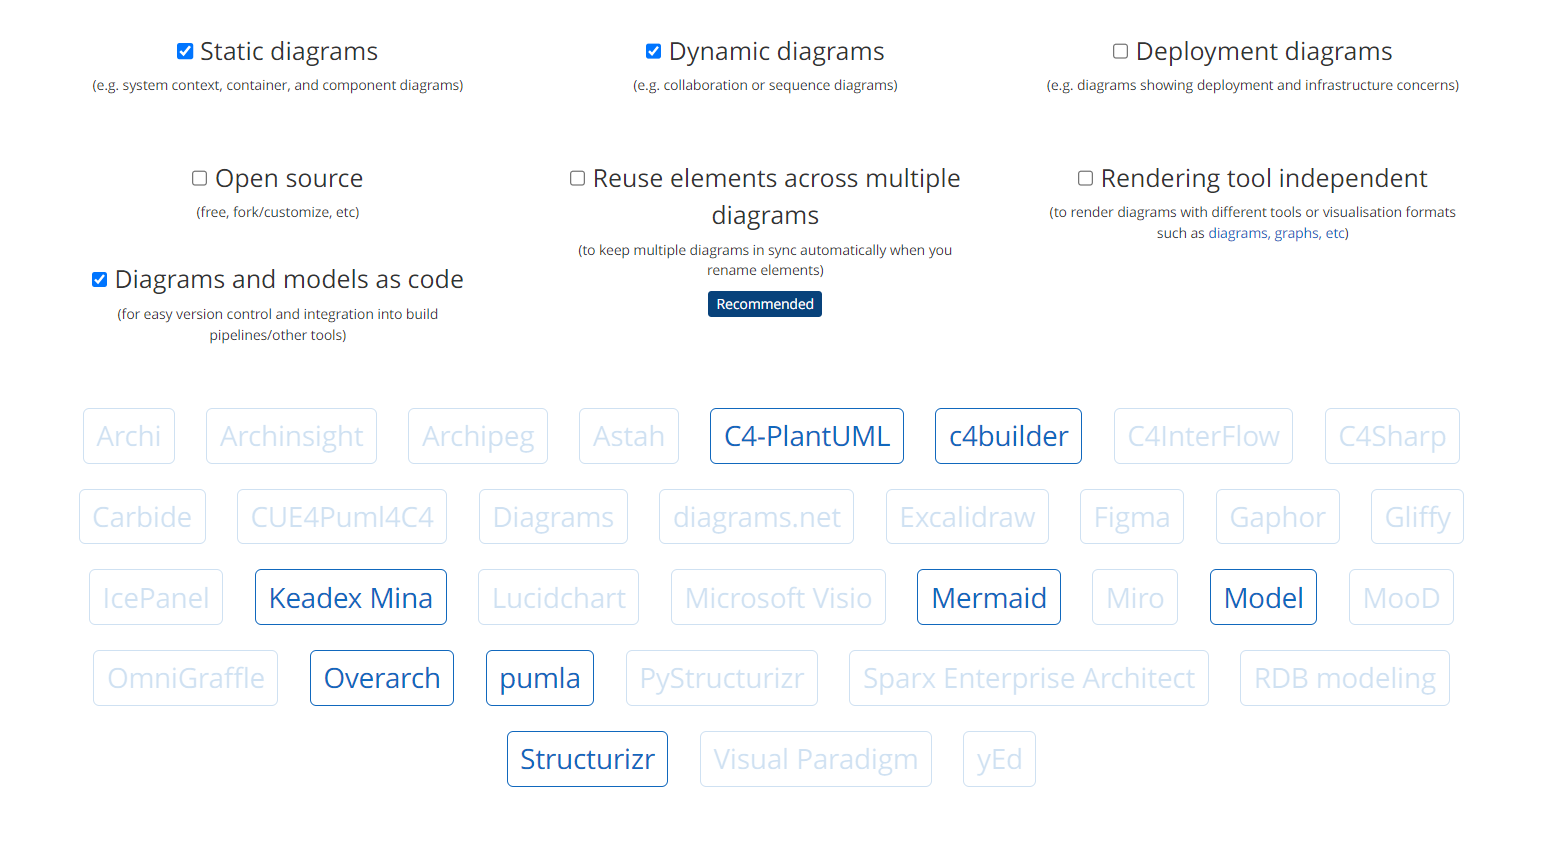 Static diagrams
(e.g. system context, container, and component diagrams)
Dynamic diagrams
(e.g. collaboration or sequence diagrams)
Deployment diagrams
(e.g. diagrams showing deployment and infrastructure concerns)
Open source
(free, fork/customize, etc)
Reuse elements across multiple
diagrams
(to keep multiple diagrams in sync automatically when you
rename elements)
Recommended
Rendering tool independent
(to render diagrams with different tools or visualisation formats
such as diagrams, graphs, etc)
Diagrams and models as code
(for easy version control and integration into build
pipelines/other tools)
Archi Archinsight Archipeg Astah C4-PlantUML c4builder C4InterFlow C4Sharp
Carbide CUE4Puml4C4 Diagrams diagrams.net Excalidraw Figma Gaphor Gliffy
IcePanel Keadex Mina Lucidchart Microsoft Visio Mermaid Miro Model MooD
OmniGraffle Overarch pumla PyStructurizr Sparx Enterprise Architect RDB modeling
Structurizr Visual Paradigm yEd